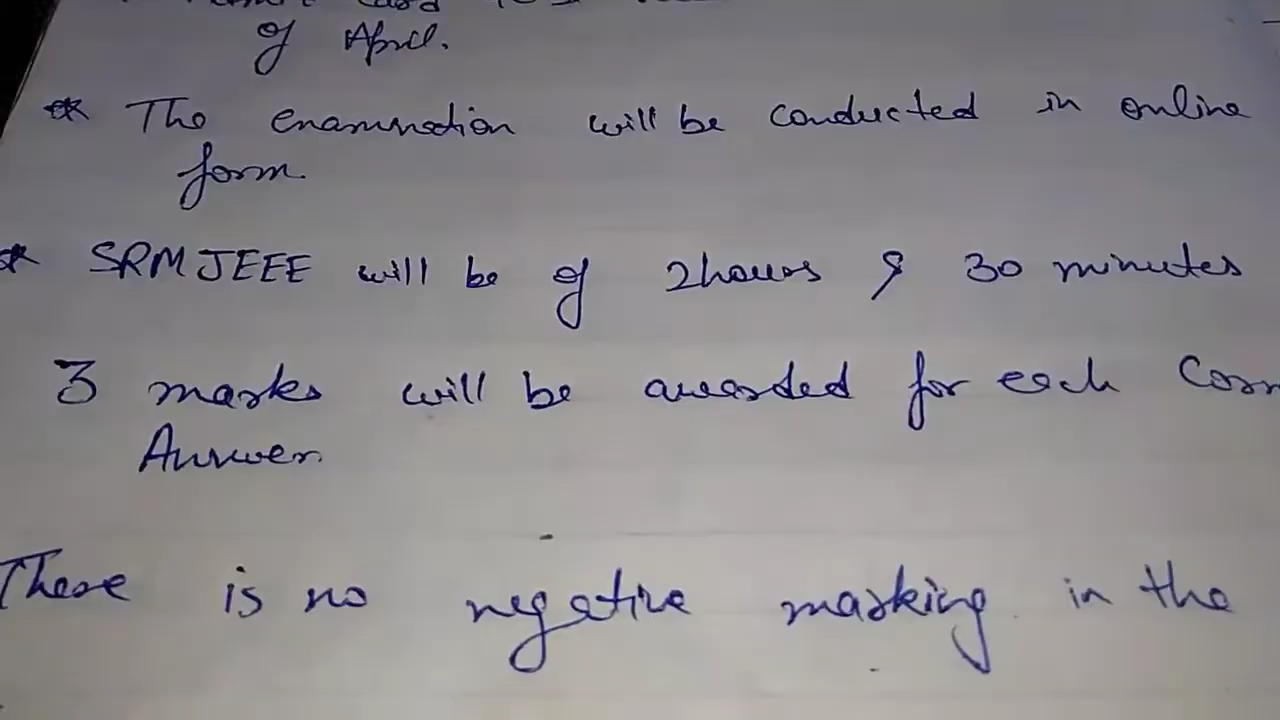 of April.
* The examination will be conducted in online
form.
* SRMJEEE will be of 2hours & 30 minutes
3 marks will be awarded for each
Answer.
There is no negative marking in the